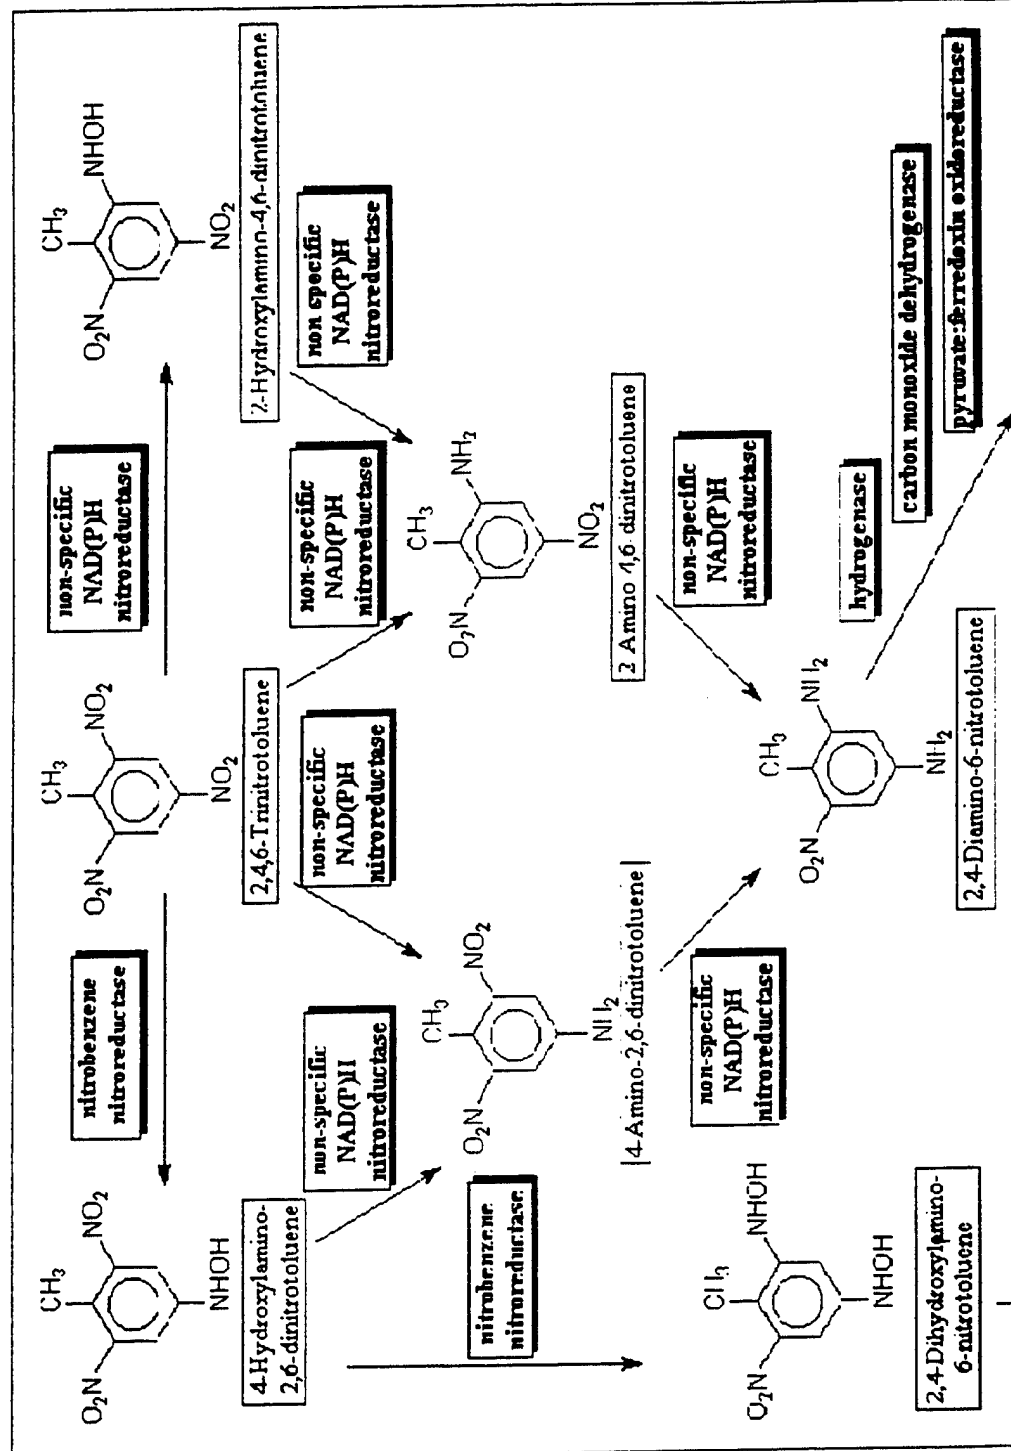 CH3
O2N
NO2
NHOH
4-Hydroxylamino-
2,6-dinitrotoluene
nitrobenzene
nitroreductase
CH3
O2N
NO2
NO2
2,4,6-Trinitrotoluene
non-specific
NAD(P)H
nitroreductase
CH3
O2N
NHOH
NO2
2-Hydroxylamino-4,6-dinitrotoluene
non-specific
NAD(P)H
nitroreductase
non-specific
NAD(P)H
nitroreductase
non-specific
NAD(P)H
nitroreductase
non specific
NAD(P)H
nitroreductase
nitrobenzene
nitroreductase
CH3
O2N
NO2
NH2
4-Amino-2,6-dinitrotoluene
CH3
O2N
NH2
NO2
2 Amino 4,6 dinitrotoluene
non-specific
NAD(P)H
nitroreductase
non-specific
NAD(P)H
nitroreductase
CH3
O2N
NHOH
NHOH
2,4-Dihydroxylamino-
6-nitrotoluene
CH3
O2N
NH2
NH2
2,4-Diamino-6-nitrotoluene
hydrogenase
carbon monoxide dehydrogenase
pyruvate:ferredoxin oxidoreductase